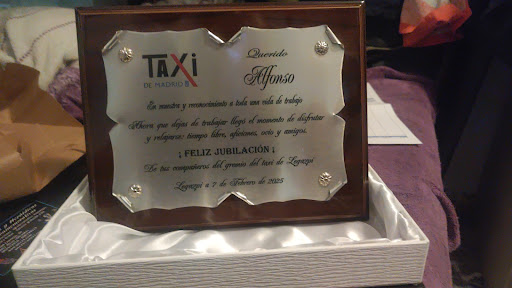 TAXi
DE MADRID
Querido
Alfonso
En muestra y reconocimiento a toda una vida de trabajo
Ahora que dejas de trabajar llegó el momento de disfrutar
y relajarse: tiempo libre, aficiones, ocio y amigos.
¡ FELIZ JUBILACIÓN ¡
De tus compañeros del gremio del taxi de Legazpi
Legazpi a 7 de Febrero de 2025